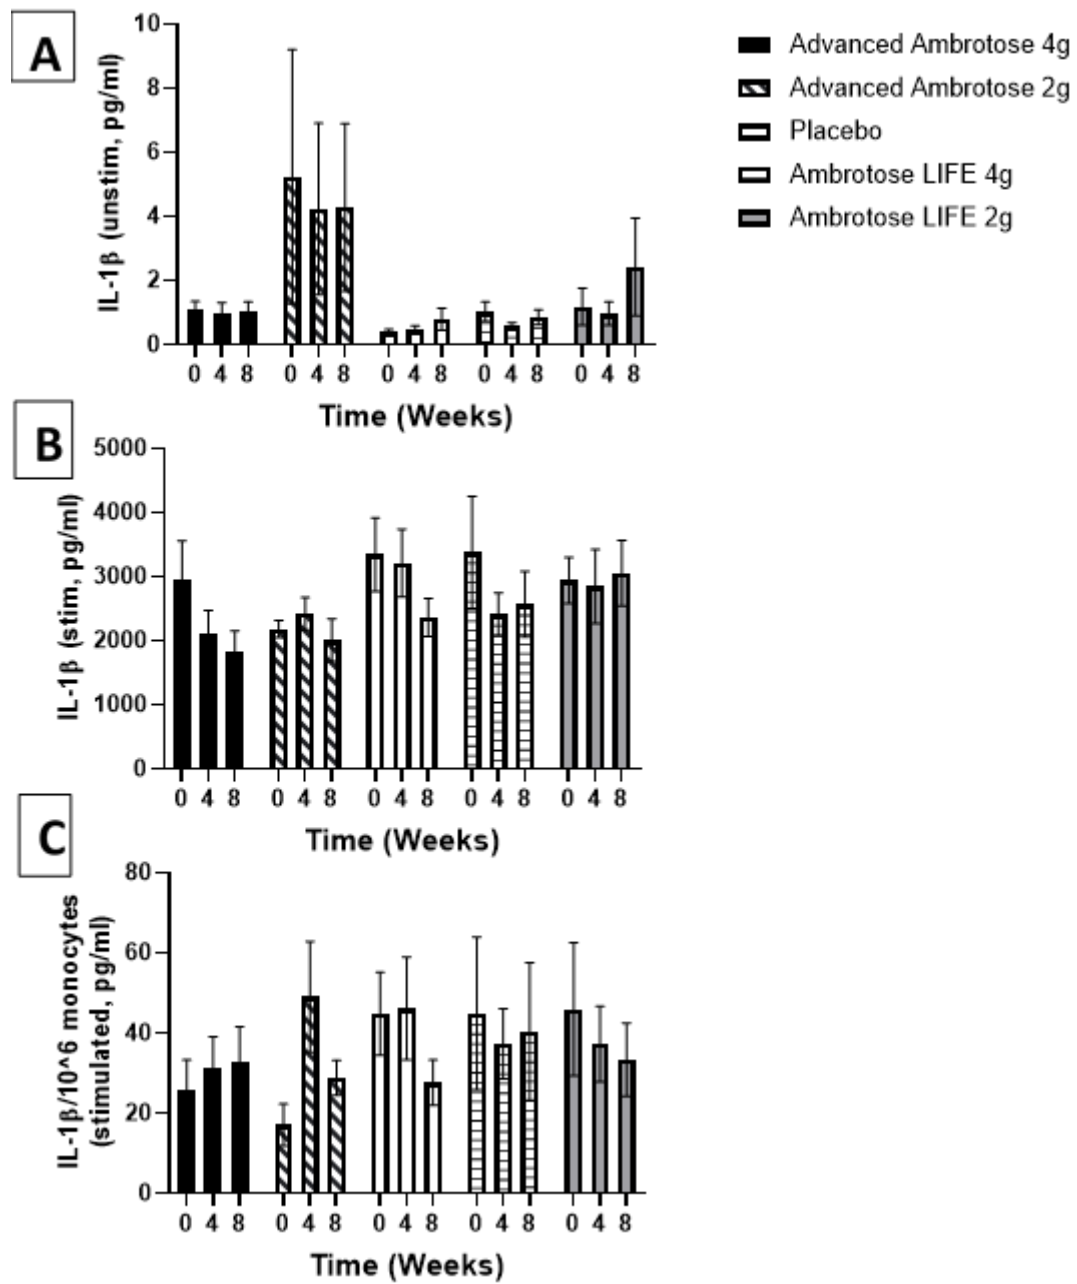 A
IL-1β (unstim, pg/ml)
10
8
6
4
2
0
0 4 8 0 4 8 0 4 8 0 4 8 0 4 8
Time (Weeks)
Advanced Ambrotose 4g
Advanced Ambrotose 2g
Placebo
Ambrotose LIFE 4g
Ambrotose LIFE 2g
B
IL-1β (stim, pg/ml)
5000
4000
3000
2000
1000
0
0 4 8 0 4 8 0 4 8 0 4 8 0 4 8
Time (Weeks)
C
IL-1β/10^6 monocytes
(stimulated, pg/ml)
80
60
40
20
0
0 4 8 0 4 8 0 4 8 0 4 8 0 4 8
Time (Weeks)